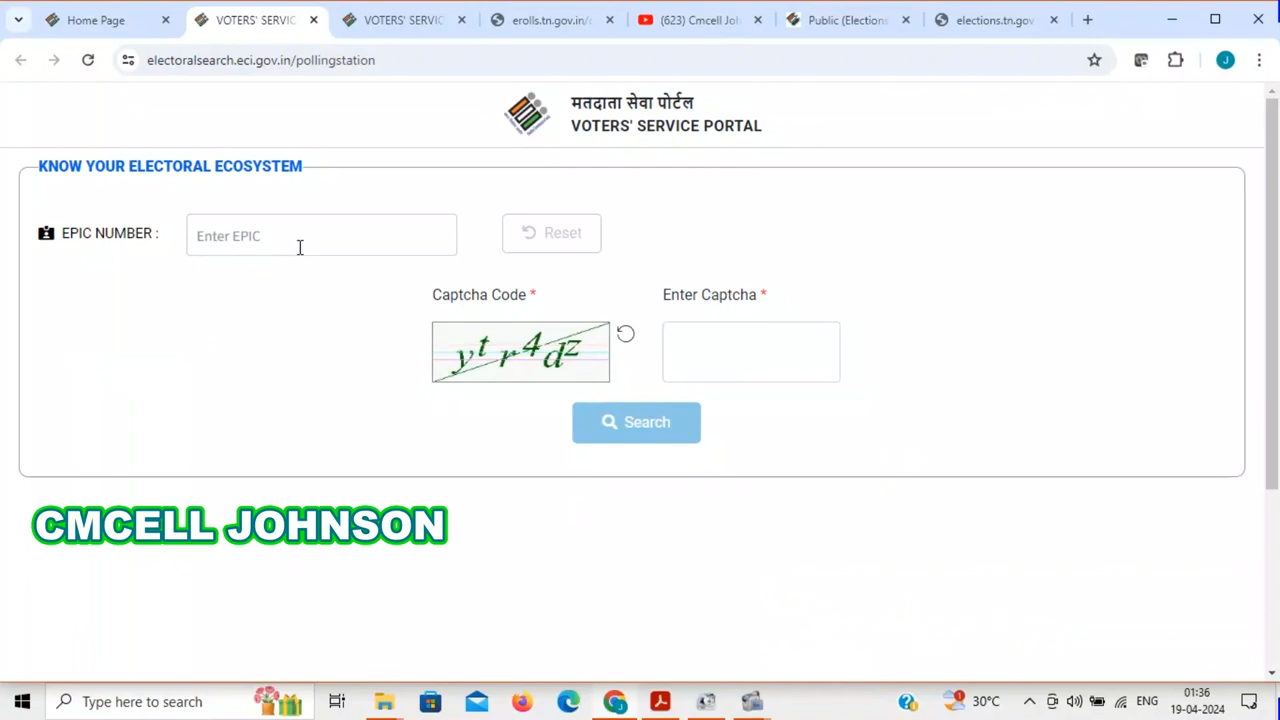 Home Page
VOTERS' SERVIC
VOTERS' SERVIC
erolls.tn.gov.in/
(623) Cmcell Joh
Public (Elections
elections.tn.gov
electoralsearch.eci.gov.in/pollingstation
J
मतदाता सेवा पोर्टल
VOTERS' SERVICE PORTAL
KNOW YOUR ELECTORAL ECOSYSTEM
EPIC NUMBER :
Enter EPIC
Reset
Captcha Code *
Enter Captcha *
ytr4dz
Search
CMCELL JOHNSON
Type here to search
1
30°C
ENG
01:36
19-04-2024